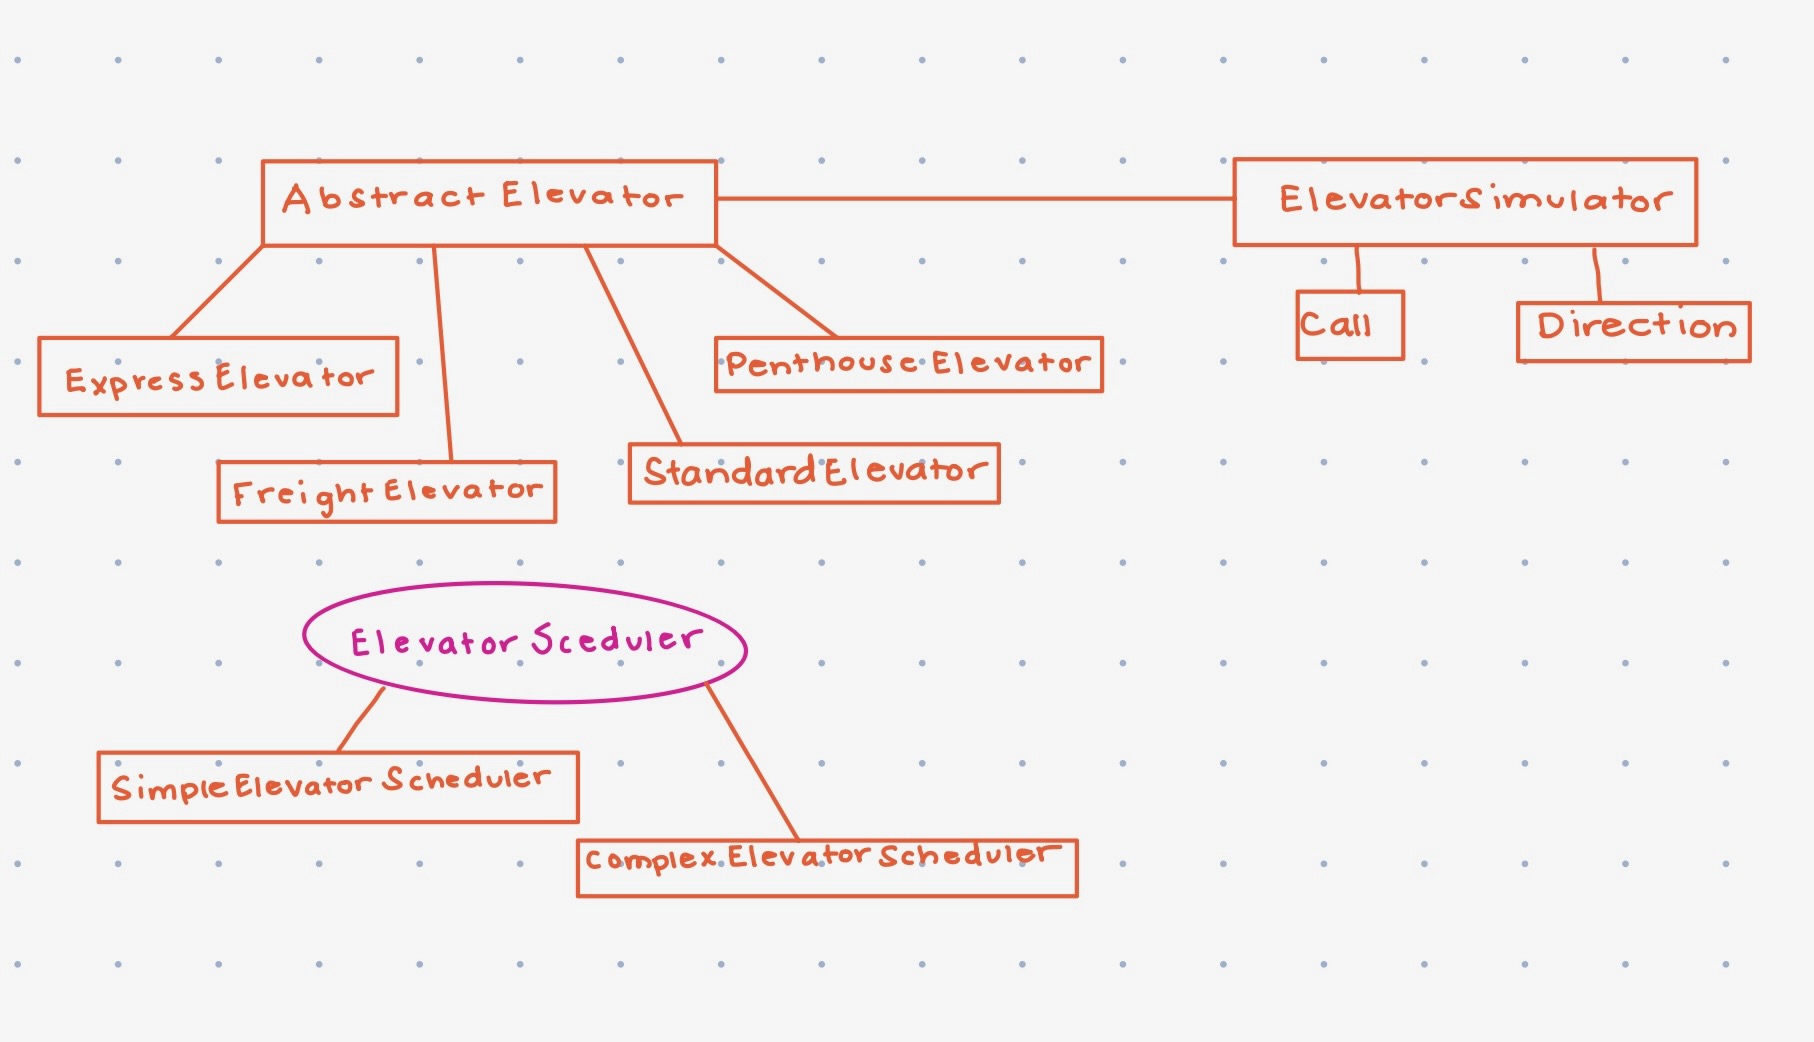 Abstract Elevator
ElevatorSimulator
Call
Direction
Express Elevator
Penthouse Elevator
Freight Elevator
Standard Elevator
Elevator Sceduler
Simple Elevator Scheduler
Complex Elevator Scheduler